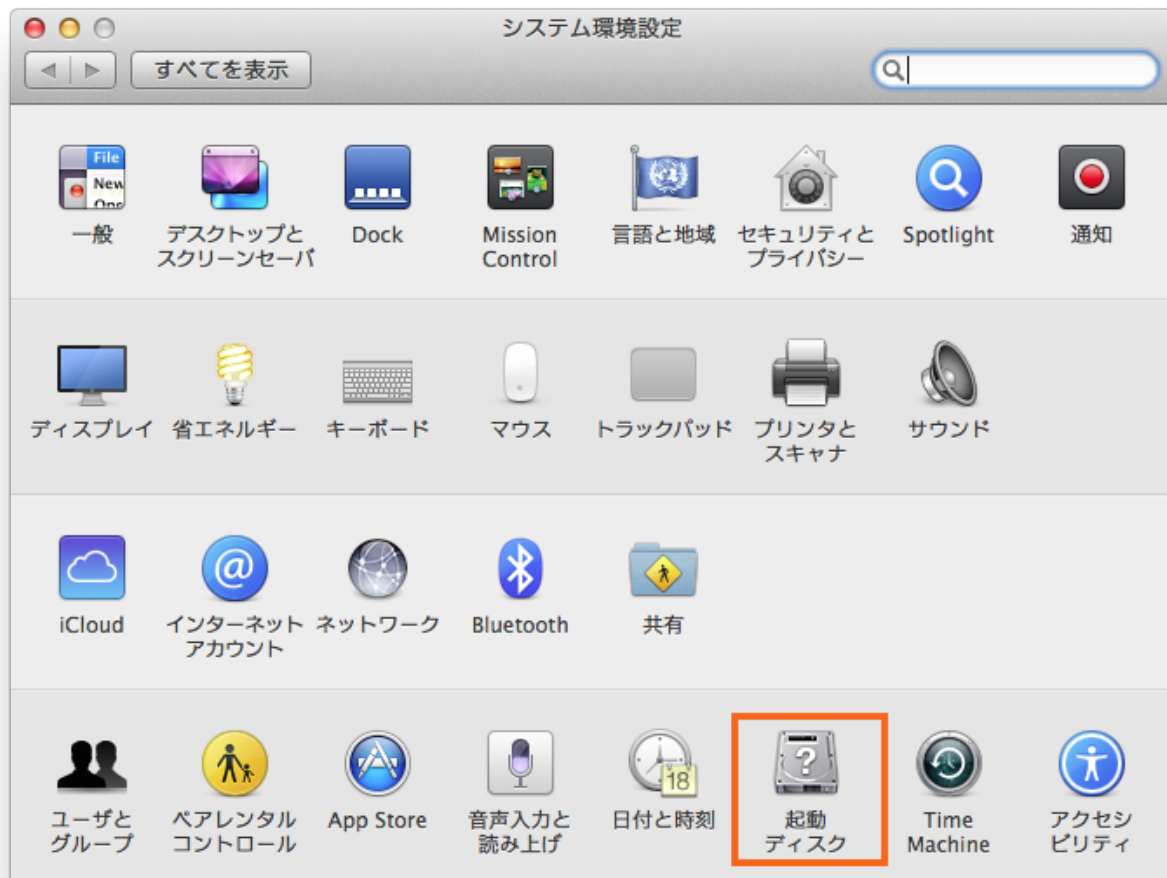 システム環境設定
すべてを表示
File
New
一般
デスクトップと
スクリーンセーバ
Dock
Mission
Control
言語と地域
セキュリティと
プライバシー
Spotlight
通知
ディスプレイ
省エネルギー
キーボード
マウス
トラックパッド
プリンタと
スキャナ
サウンド
iCloud
インターネット
アカウント
ネットワーク
Bluetooth
共有
ユーザと
グループ
ペアレンタル
コントロール
App Store
音声入力と
読み上げ
18
日付と時刻
?
起動
ディスク
Time
Machine
アクセシ
ビリティ